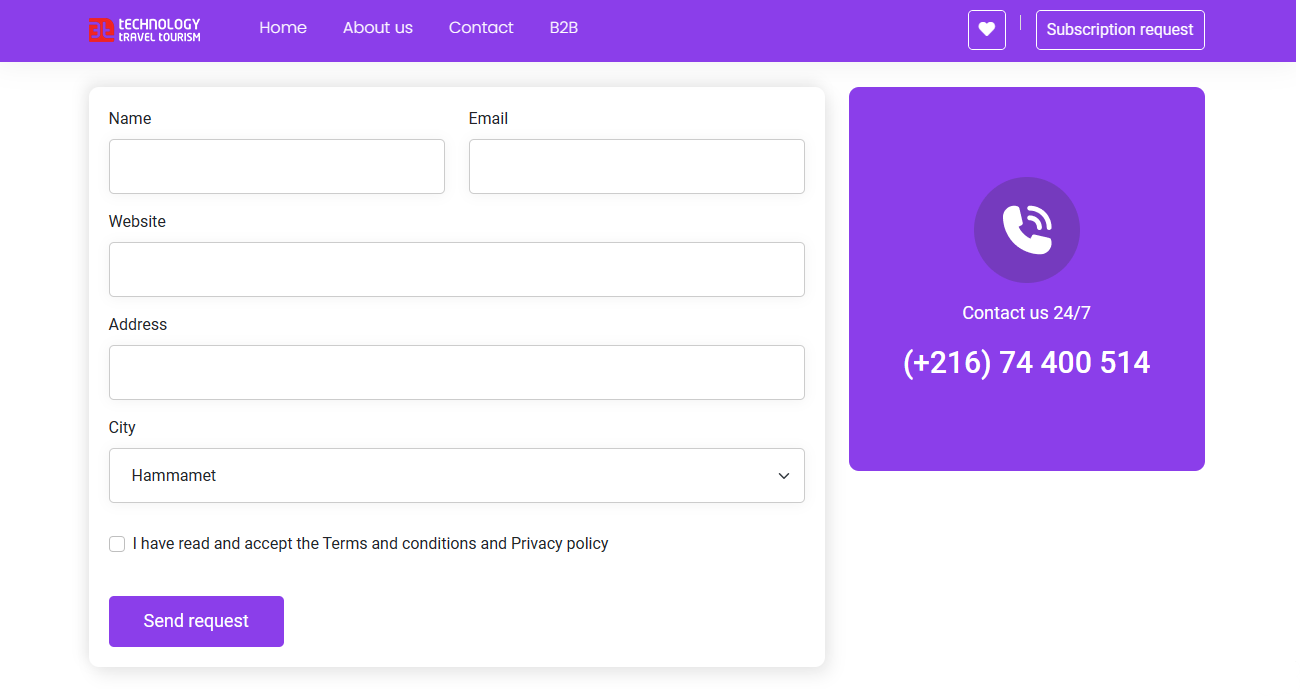 TECHNOLOGY
TRAVEL TOURISM
Home
About us
Contact
B2B
Subscription request
Name
Email
Website
Address
City
Hammamet
I have read and accept the Terms and conditions and Privacy policy
Send request
Contact us 24/7
(+216) 74 400 514